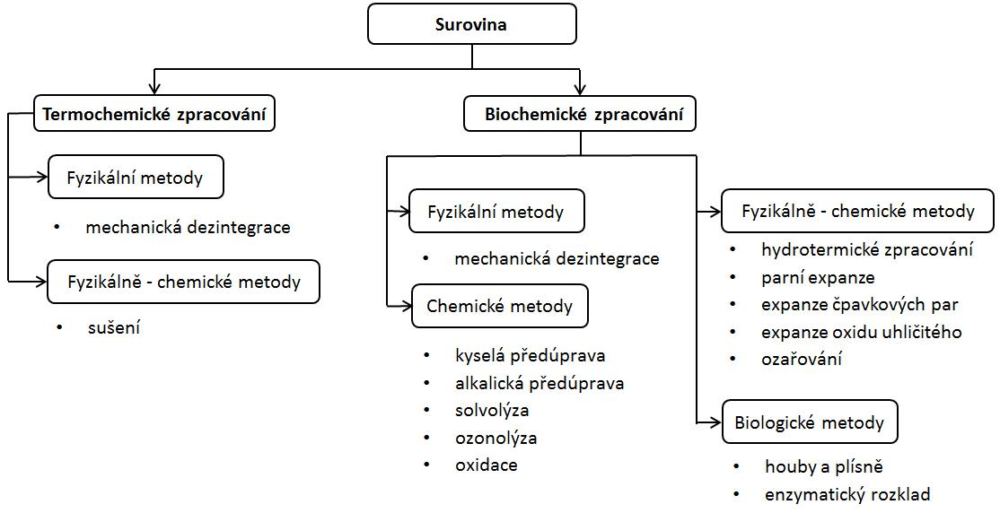 Surovina
Termochemické zpracování
Fyzikální metody
• mechanická dezintegrace
Fyzikálně - chemické metody
• sušení
Biochemické zpracování
Fyzikální metody
• mechanická dezintegrace
Chemické metody
• kyselá předúprava
• alkalická předúprava
• solvolýza
• ozonolýza
• oxidace
Fyzikálně - chemické metody
• hydrotermické zpracování
• parní expanze
• expanze čpavkových par
• expanze oxidu uhličitého
• ozařování
Biologické metody
• houby a plísně
• enzymatický rozklad